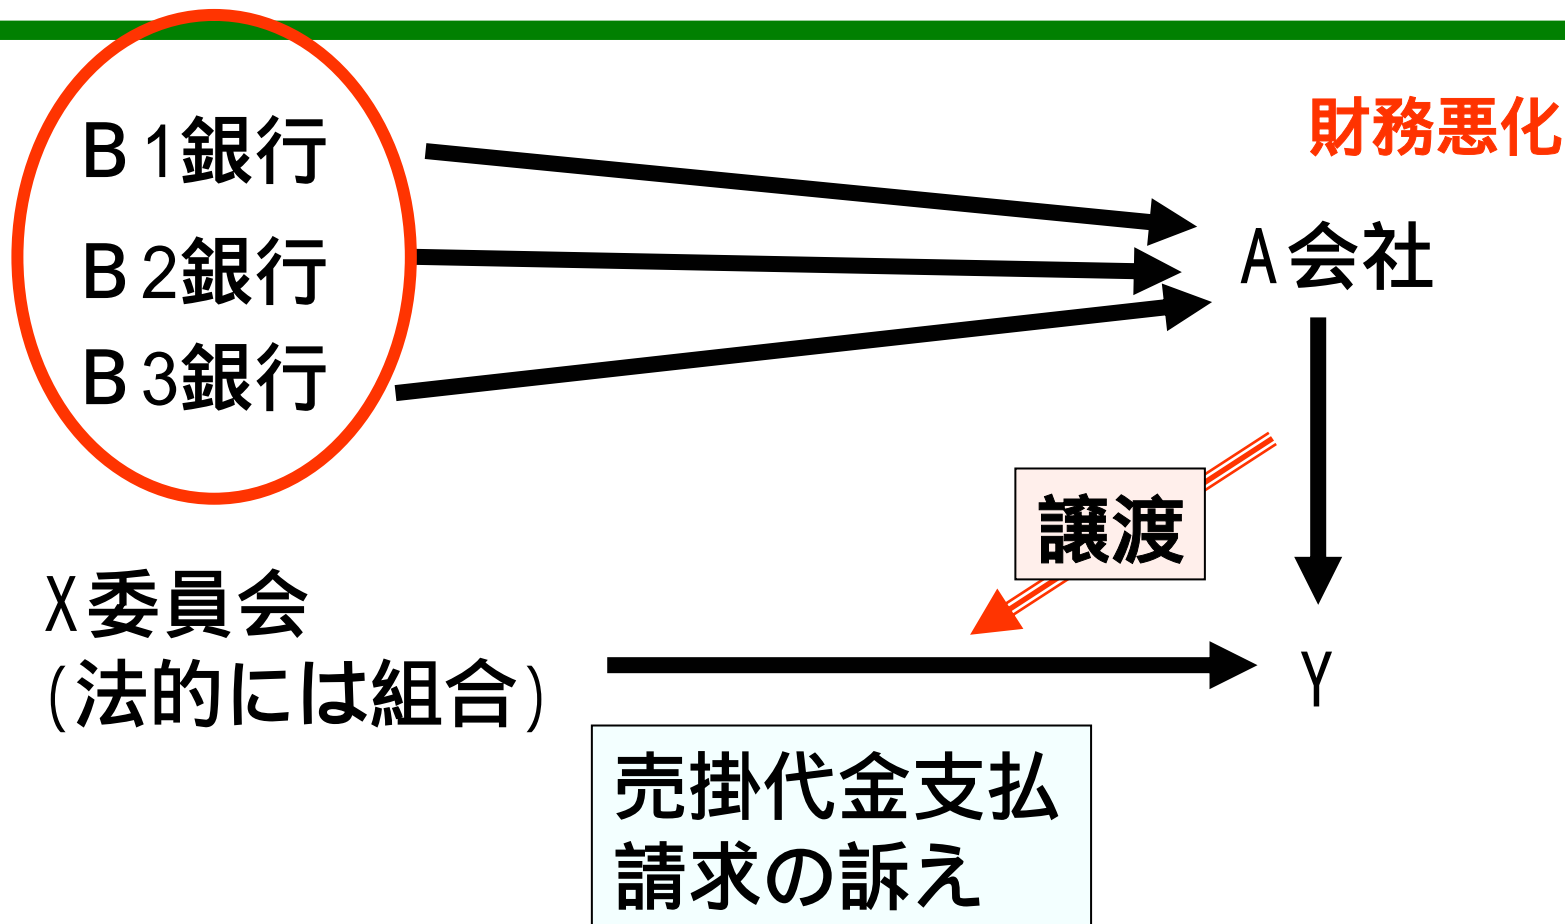 B1銀行
B2銀行
B3銀行
財務悪化
A会社
譲渡
X委員会
(法的には組合)
Y
売掛代金支払
請求の訴え